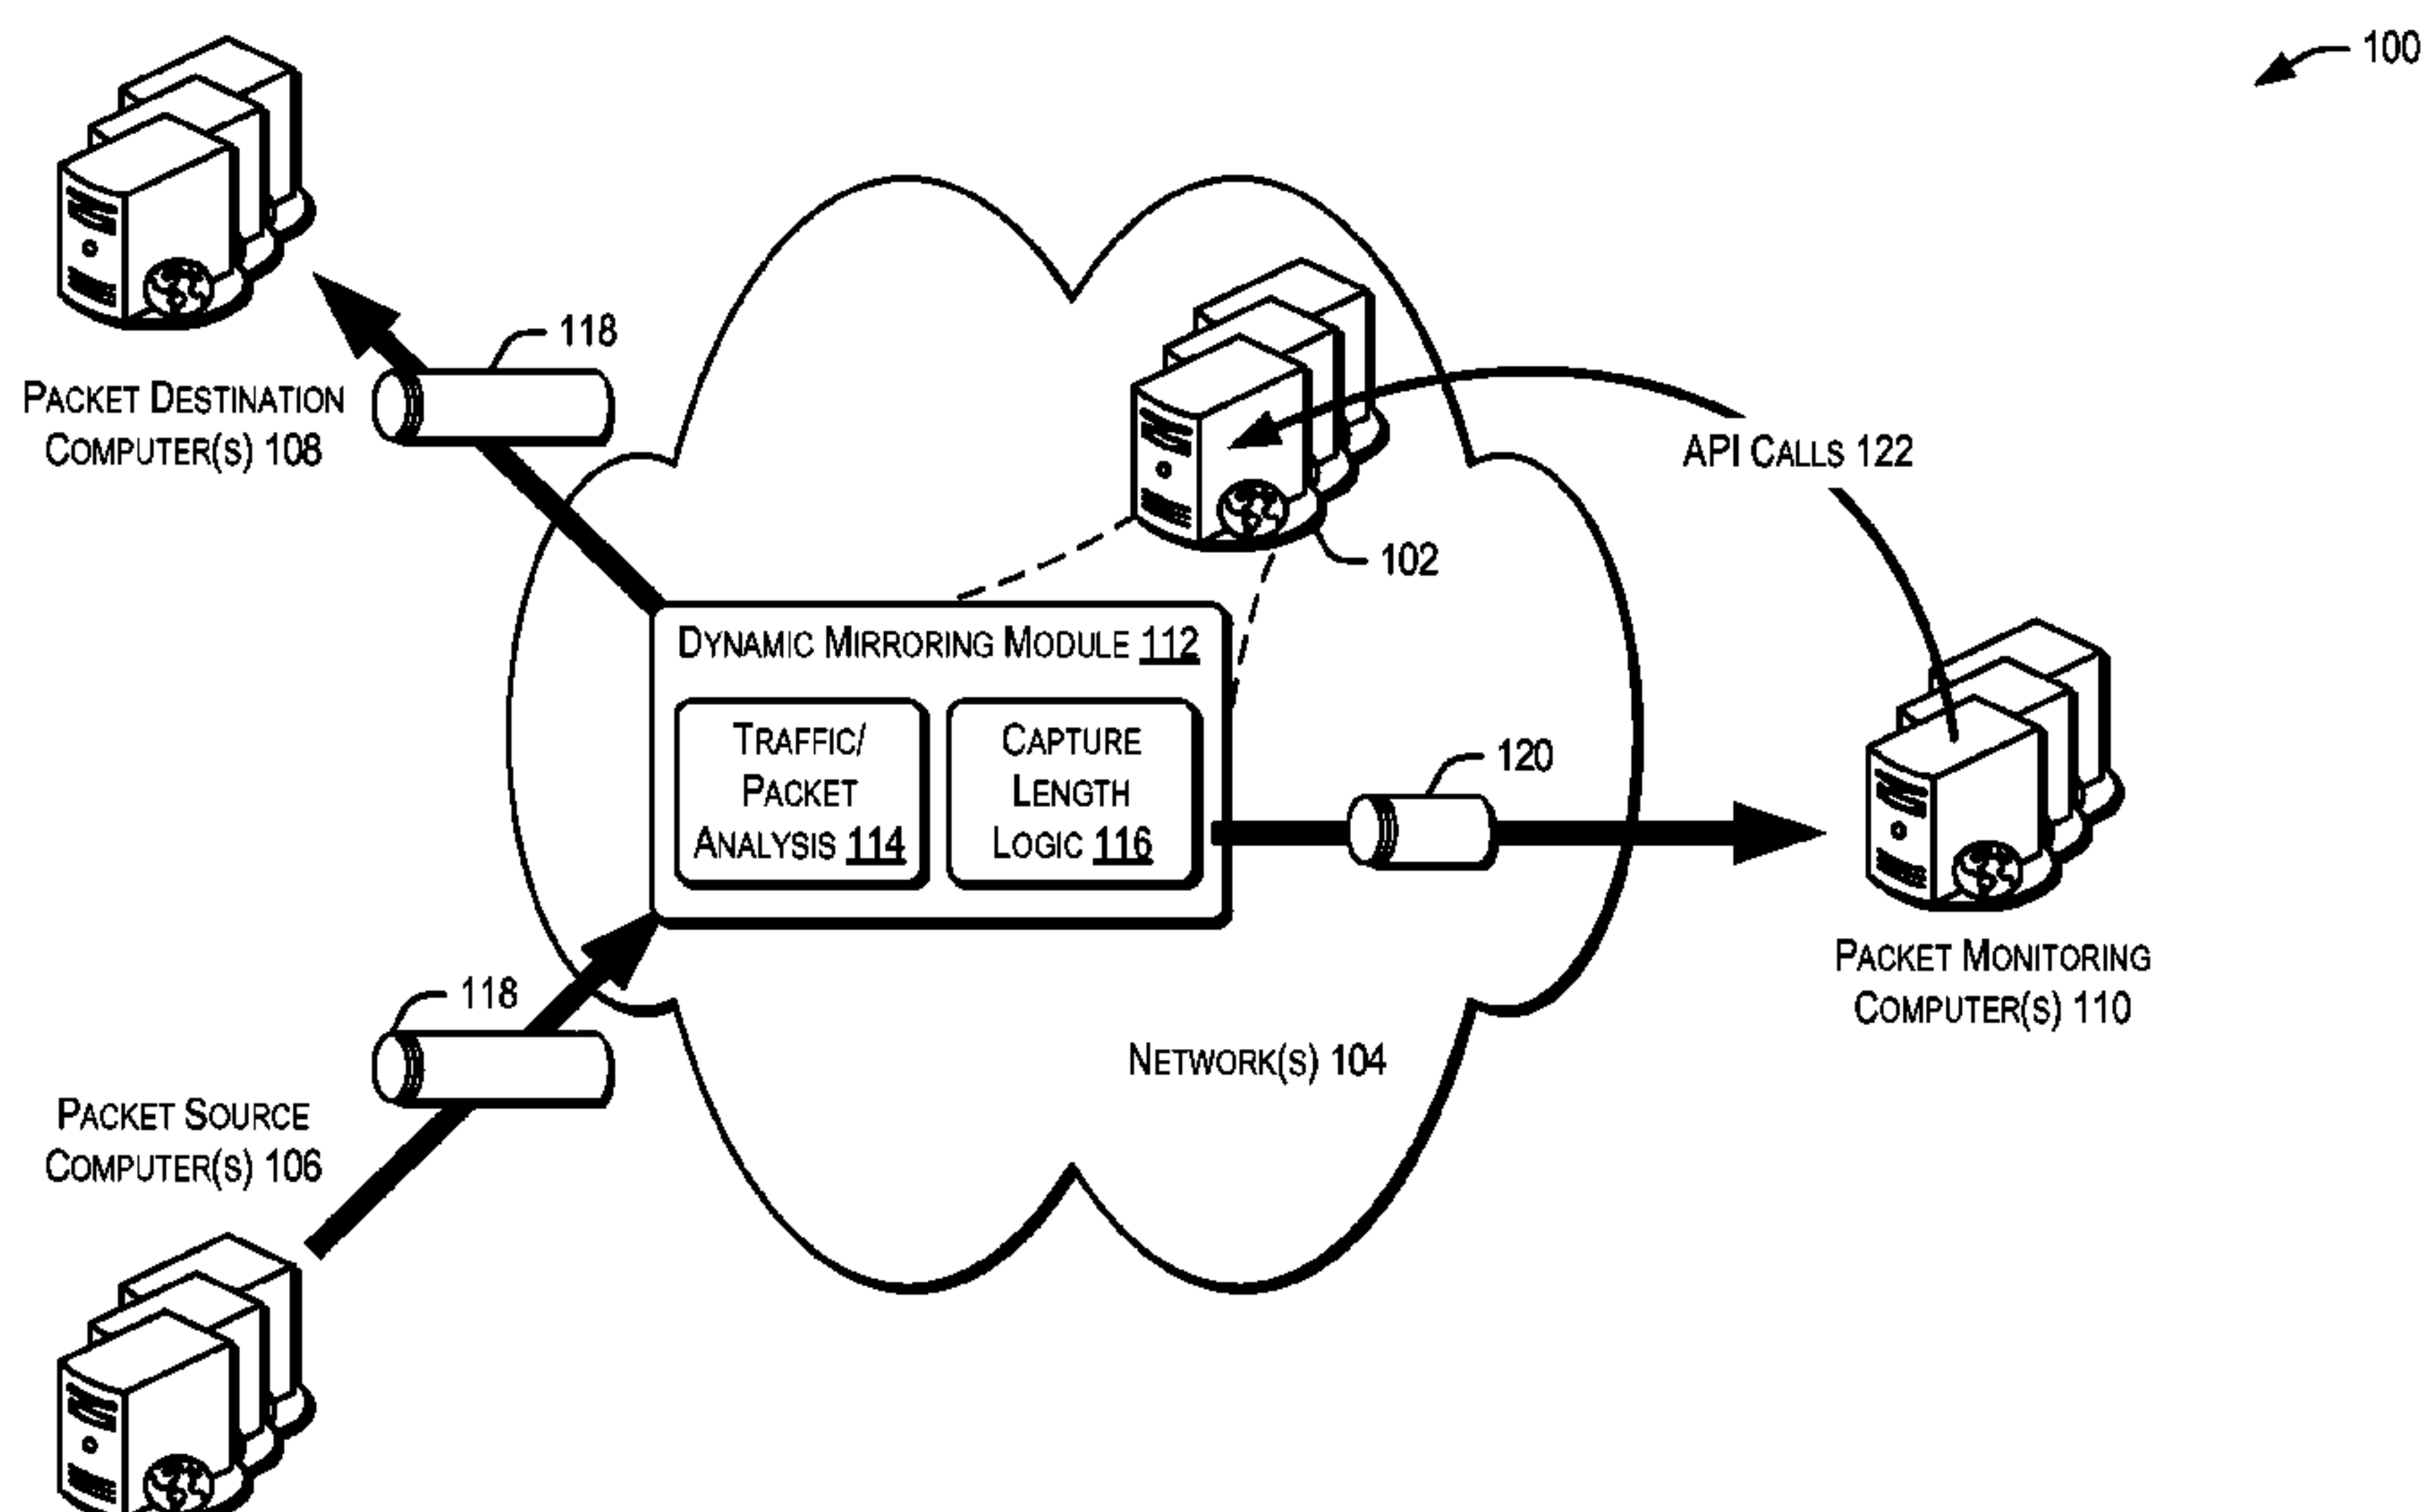 100
118
PACKET DESTINATION
COMPUTER(S) 108
API CALLS 122
102
DYNAMIC MIRRORING MODULE 112
TRAFFIC/
PACKET
ANALYSIS 114
CAPTURE
LENGTH
LOGIC 116
120
PACKET MONITORING
COMPUTER(S) 110
118
NETWORK(S) 104
PACKET SOURCE
COMPUTER(S) 106